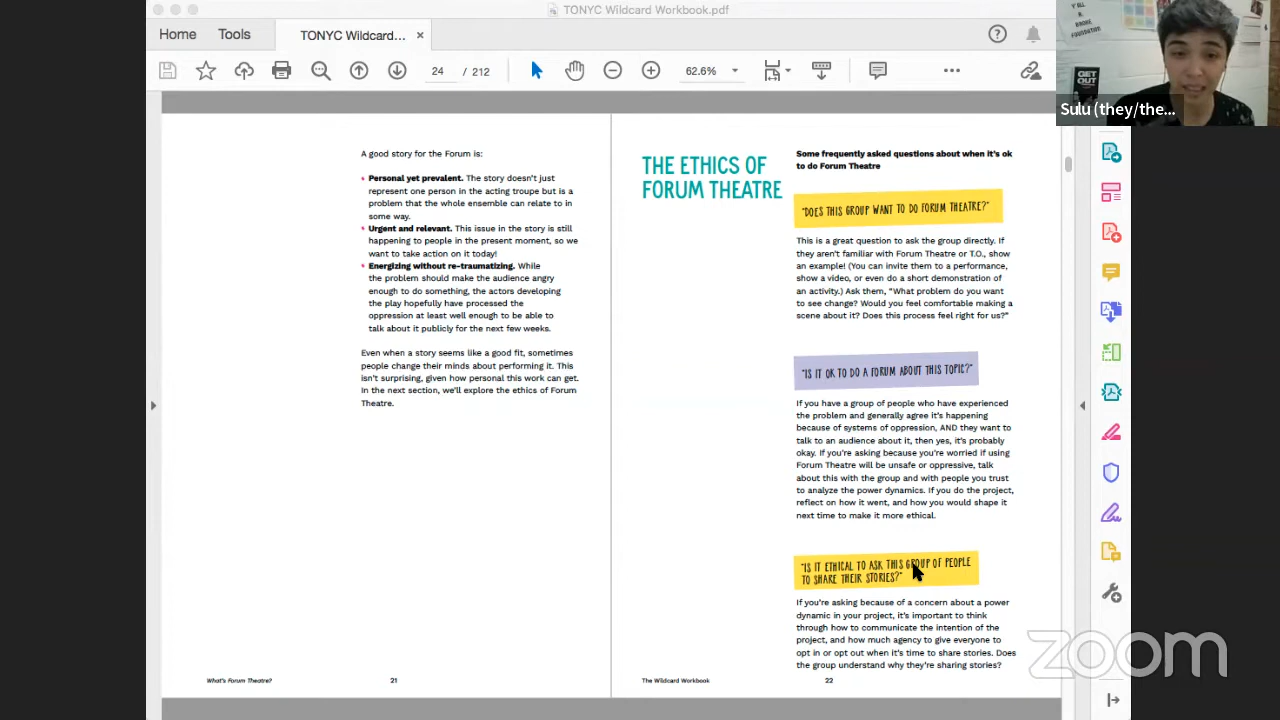 TONYC Wildcard Workbook.pdf
Home
Tools
TONYC Wildcard... ×
24 / 212
62.6%
A good story for the Forum is:
• Personal yet prevalent. The story doesn't just
represent one person in the acting troupe but is a
problem that the whole ensemble can relate to in
some way.
• Urgent and relevant. This issue in the story is still
happening to people in the present moment, so we
want to take action on it today!
• Energizing without re-traumatizing. While
the problem should make the audience angry
enough to do something, the actors developing
the play hopefully have processed the
oppression at least well enough to be able to
talk about it publicly for the next few weeks.
Even when a story seems like a good fit, sometimes
people change their minds about performing it. This
isn't surprising, given how personal this work can get.
In the next section, we'll explore the ethics of Forum
Theatre.
What's Forum Theatre?
21
THE ETHICS OF
FORUM THEATRE
Some frequently asked questions about when it's ok
to do Forum Theatre
"DOES THIS GROUP WANT TO DO FORUM THEATRE?"
This is a great question to ask the group directly. If
they aren't familiar with Forum Theatre or T.O., show
an example! (You can invite them to a performance,
show a video, or even do a short demonstration of
an activity.) Ask them, "What problem do you want
to see change? Would you feel comfortable making a
scene about it? Does this process feel right for us?"
"IS IT OK TO DO A FORUM ABOUT THIS TOPIC?"
If you have a group of people who have experienced
the problem and generally agree it's happening
because of systems of oppression, AND they want to
talk to an audience about it, then yes, it's probably
okay. If you're asking because you're worried if using
Forum Theatre will be unsafe or oppressive, talk
about this with the group and with people you trust
to analyze the power dynamics. If you do the project,
reflect on how it went, and how you would shape it
next time to make it more ethical.
"IS IT ETHICAL TO ASK THIS GROUP OF PEOPLE
TO SHARE THEIR STORIES?"
If you're asking because of a concern about a power
dynamic in your project, it's important to think
through how to communicate the intention of the
project, and how much agency to give everyone to
opt in or opt out when it's time to share stories. Does
the group understand why they're sharing stories?
The Wildcard Workbook
22
GET
OUT
Sulu (they/the...
zoom